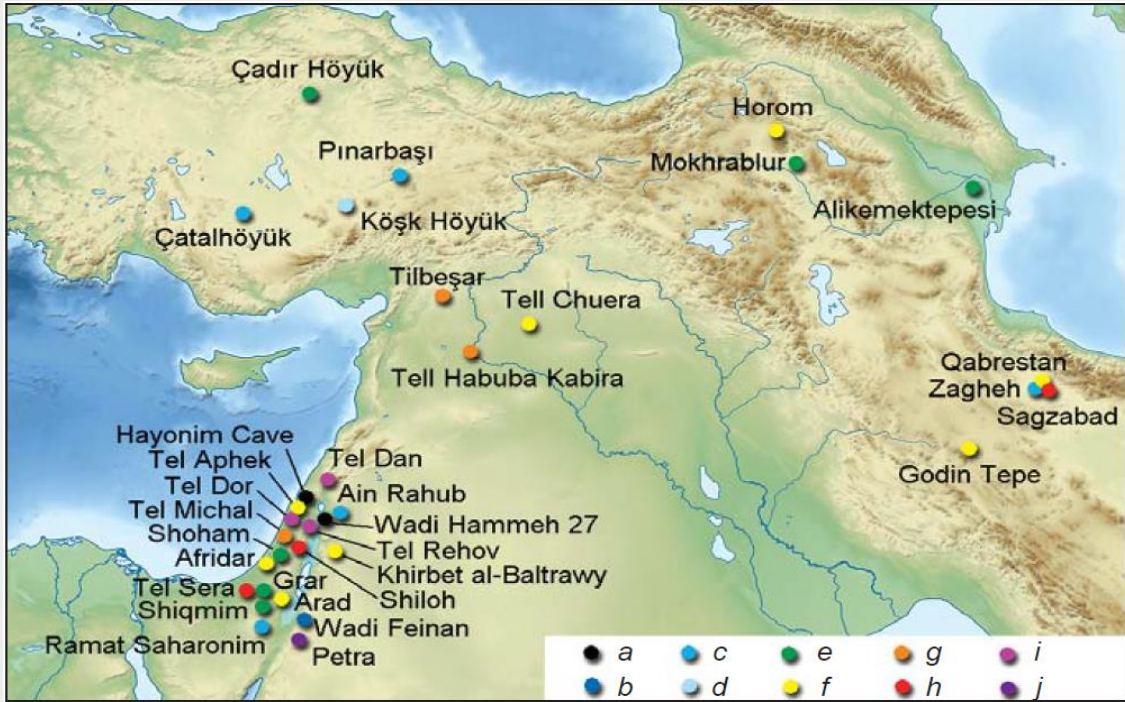 Çadır Höyük
Horom
Pınarbaşı
Mokhrablur
Alikemektepesi
Köşk Höyük
Çatalhöyük
Tilbeşar
Tell Chuera
Qabrestan
Zagheh
Tell Habuba Kabira
Sagzabad
Hayonim Cave
Tel Aphek
Tel Dan
Godin Tepe
Tel Dor
Ain Rahub
Tel Michal
Wadi Hammeh 27
Shoham
Tel Rehov
Afridar
Khirbet al-Baltrawy
Tel Sera
Grar
Shiloh
Shiqmim
Arad
Wadi Feinan
Ramat Saharonim
Petra
a c e g i
b d f h j